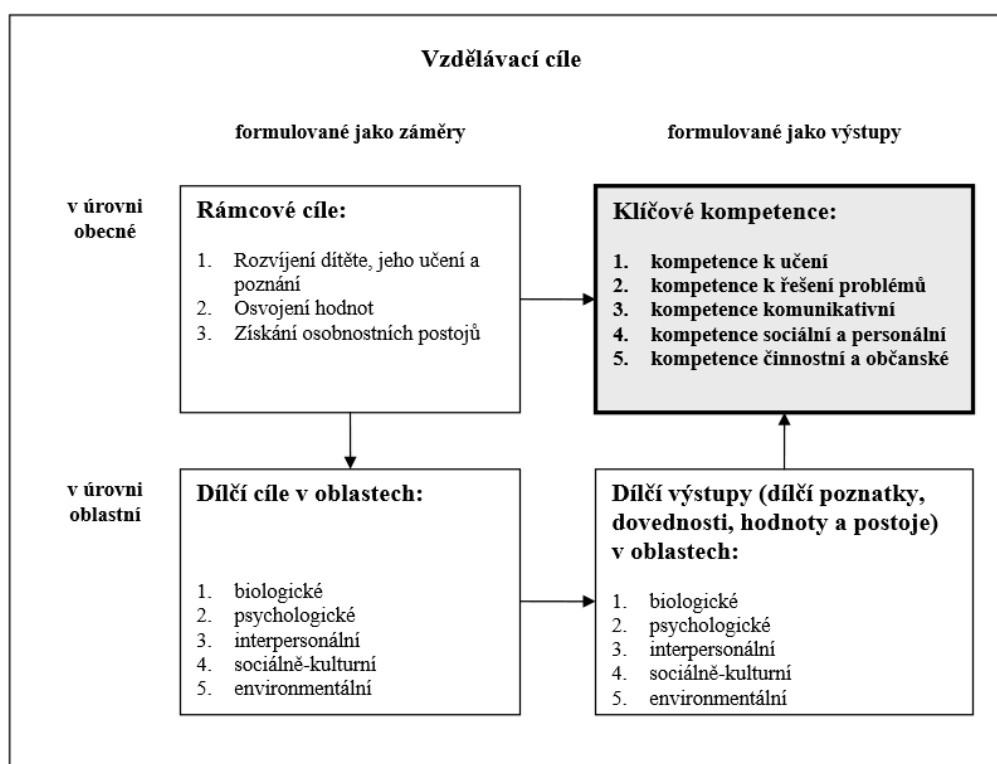 Vzdělávací cíle
formulované jako záměry
formulované jako výstupy
v úrovni
obecné
Rámcové cíle:
1. Rozvíjení dítěte, jeho učení a
poznání
2. Osvojení hodnot
3. Získání osobnostních postojů
Klíčové kompetence:
1. kompetence k učení
2. kompetence k řešení problémů
3. kompetence komunikativní
4. kompetence sociální a personální
5. kompetence činnostní a občanské
v úrovni
oblastní
Dílčí cíle v oblastech:
1. biologické
2. psychologické
3. interpersonální
4. sociálně-kulturní
5. environmentální
Dílčí výstupy (dílčí poznatky,
dovednosti, hodnoty a postoje)
v oblastech:
1. biologické
2. psychologické
3. interpersonální
4. sociálně-kulturní
5. environmentální